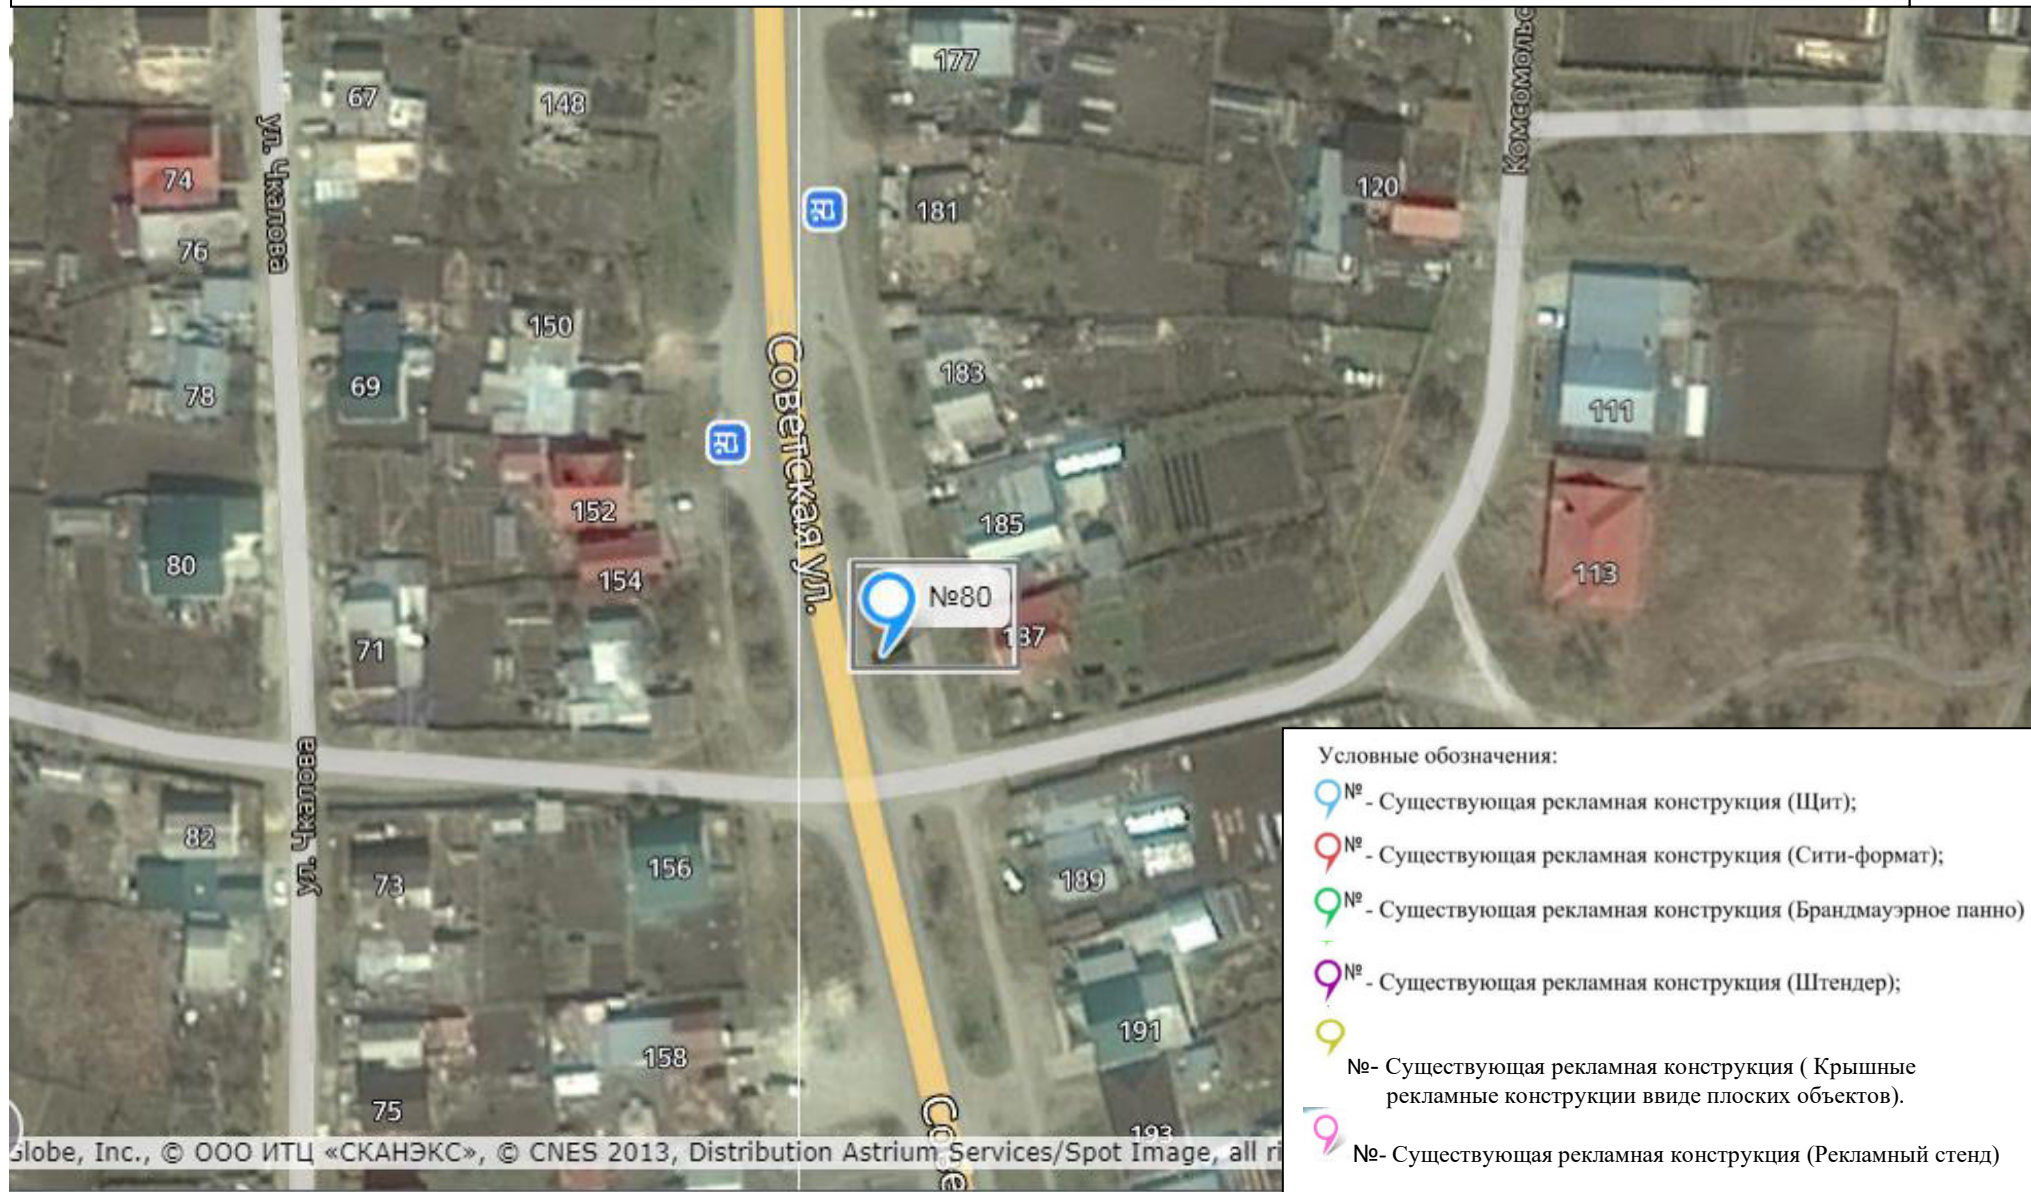 177
Комсомольс
67
148
ул. Чкалова
74
120
181
76
150
Советская ул.
183
69
78
111
152
185
80
154
113
№80
187
71
ул. Чкалова
82
156
73
189
191
158
75
193
Сове
Globe, Inc., © ООО ИТЦ «СКАНЭКС», © CNES 2013, Distribution Astrium Services/Spot Image, all ri
Условные обозначения:
№ - Существующая рекламная конструкция (Щит);
№ - Существующая рекламная конструкция (Сити-формат);
№ - Существующая рекламная конструкция (Брандмауэрное панно)
№ - Существующая рекламная конструкция (Штендер);
№- Существующая рекламная конструкция ( Крышные
рекламные конструкции ввиде плоских объектов).
№- Существующая рекламная конструкция (Рекламный стенд)